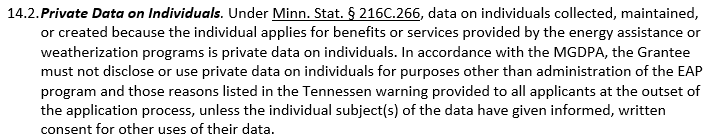 14.2. Private Data on Individuals. Under Minn. Stat. § 216C.266, data on individuals collected, maintained,
or created because the individual applies for benefits or services provided by the energy assistance or
weatherization programs is private data on individuals. In accordance with the MGDPA, the Grantee
must not disclose or use private data on individuals for purposes other than administration of the EAP
program and those reasons listed in the Tennessen warning provided to all applicants at the outset of
the application process, unless the individual subject(s) of the data have given informed, written
consent for other uses of their data.